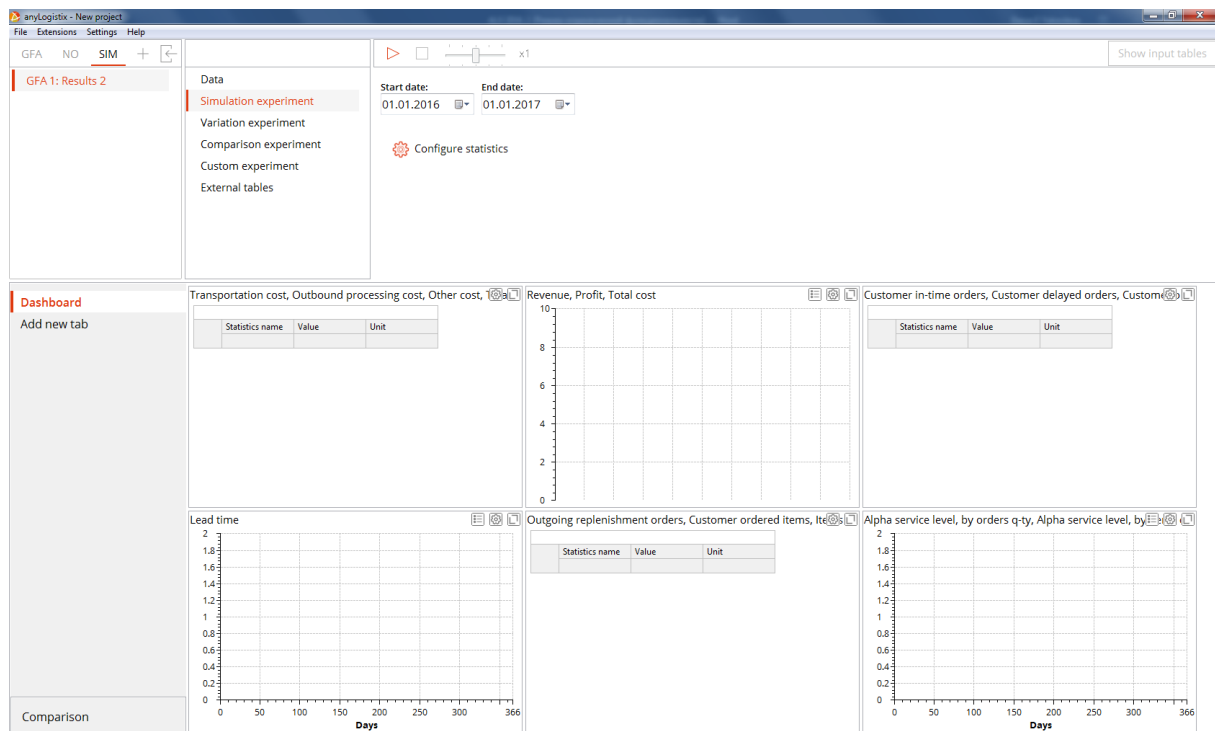 anyLogistix - New project
File Extensions Settings Help
GFA NO SIM
x1
Show input tables
GFA 1: Results 2
Data
Simulation experiment
Variation experiment
Comparison experiment
Custom experiment
External tables
Start date: End date:
01.01.2016 01.01.2017
Configure statistics
Dashboard
Add new tab
Comparison
Transportation cost, Outbound processing cost, Other cost,
Statistics name Value Unit
Revenue, Profit, Total cost
10
8
6
4
2
0
Customer in-time orders, Customer delayed orders,
Statistics name Value Unit
Lead time
2
1.8
1.6
1.4
1.2
1
0.8
0.6
0.4
0.2
0
0 50 100 150 200 250 300 366
Days
Outgoing replenishment orders, Customer ordered items,
Statistics name Value Unit
Alpha service level, by orders q-ty, Alpha service level, by
2
1.8
1.6
1.4
1.2
1
0.8
0.6
0.4
0.2
0
0 50 100 150 200 250 300 366
Days